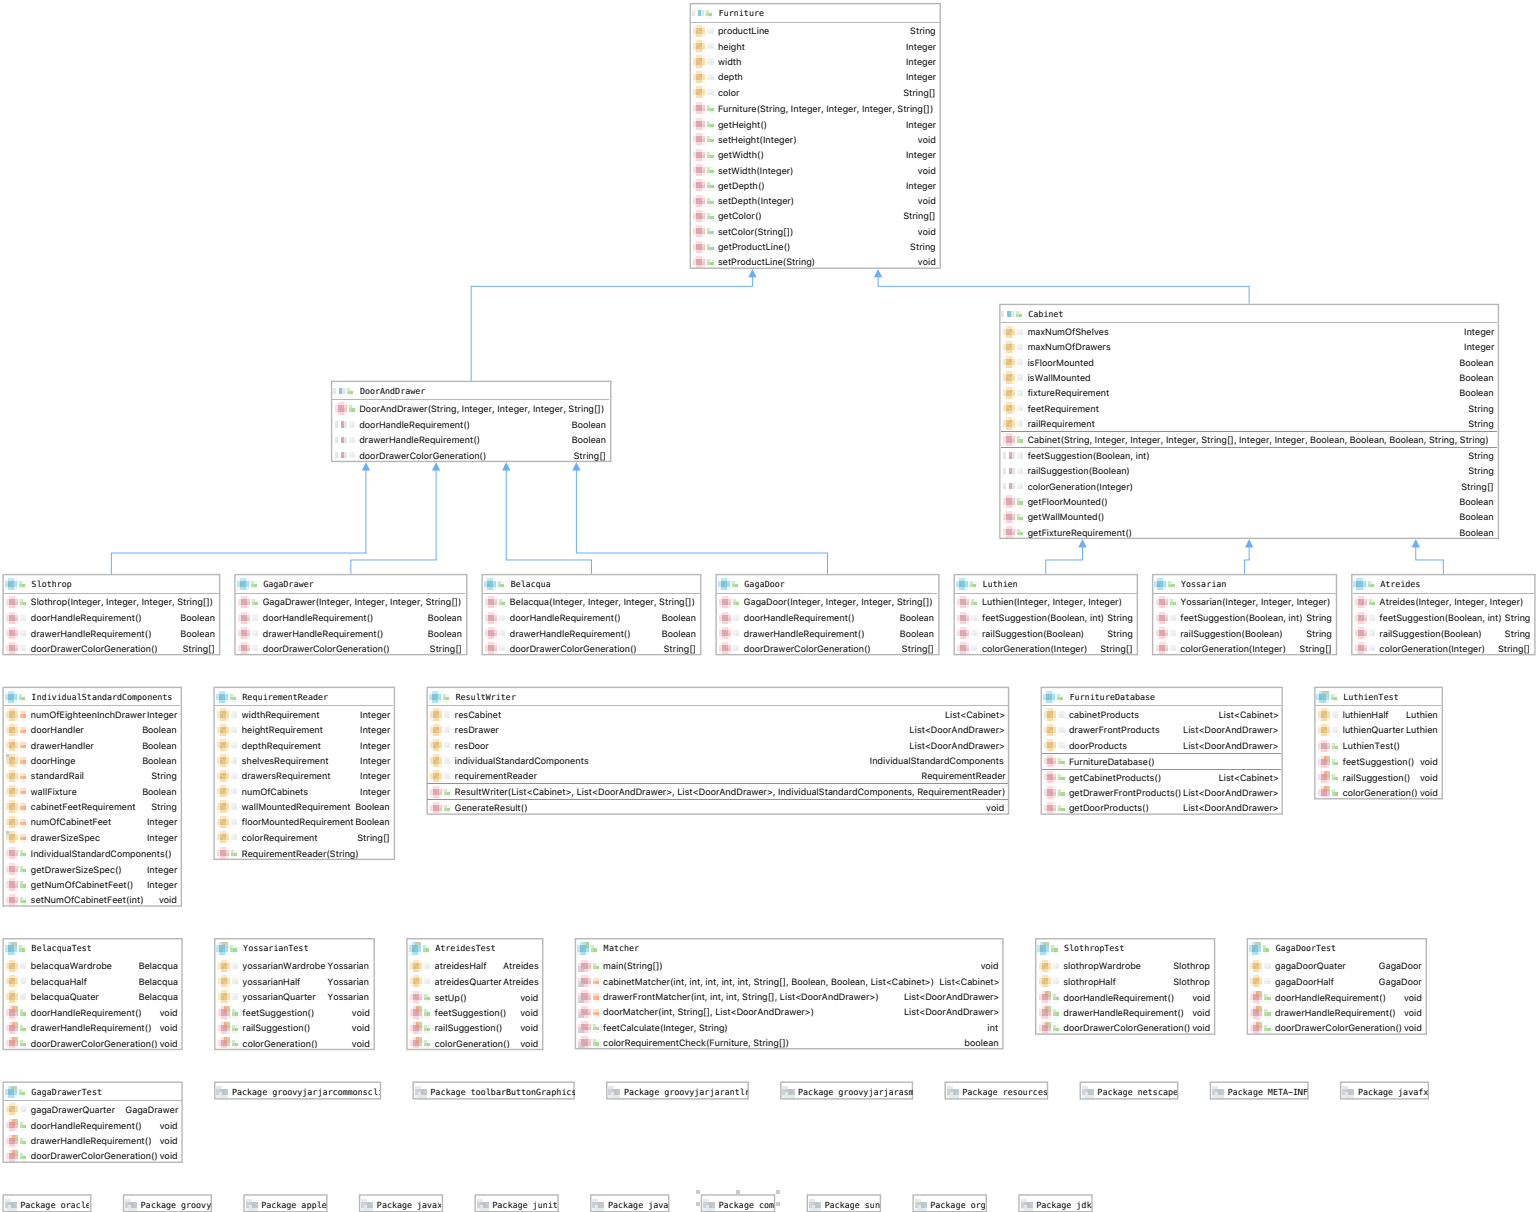 Furniture
productLine String
height Integer
width Integer
depth Integer
color String[]
Furniture(String, Integer, Integer, Integer, String[])
getHeight() Integer
setHeight(Integer) void
getWidth() Integer
setWidth(Integer) void
getDepth() Integer
setDepth(Integer) void
getColor() String[]
setColor(String[]) void
getProductLine() String
setProductLine(String) void
Cabinet
maxNumOfShelves Integer
maxNumOfDrawers Integer
isFloorMounted Boolean
isWallMounted Boolean
fixtureRequirement Boolean
feetRequirement String
railRequirement String
Cabinet(String, Integer, Integer, Integer, String[], Integer, Integer, Boolean, Boolean, Boolean, String, String)
feetSuggestion(Boolean, int) String
railSuggestion(Boolean) String
colorGeneration(Integer) String[]
getFloorMounted() Boolean
getWallMounted() Boolean
getFixtureRequirement() Boolean
DoorAndDrawer
DoorAndDrawer(String, Integer, Integer, Integer, String[])
doorHandleRequirement() Boolean
drawerHandleRequirement() Boolean
doorDrawerColorGeneration() String[]
Slothrop
Slothrop(Integer, Integer, Integer, String[])
doorHandleRequirement() Boolean
drawerHandleRequirement() Boolean
doorDrawerColorGeneration() String[]
GagaDrawer
GagaDrawer(Integer, Integer, Integer, String[])
doorHandleRequirement() Boolean
drawerHandleRequirement() Boolean
doorDrawerColorGeneration() String[]
Belacqua
Belacqua(Integer, Integer, Integer, String[])
doorHandleRequirement() Boolean
drawerHandleRequirement() Boolean
doorDrawerColorGeneration() String[]
GagaDoor
GagaDoor(Integer, Integer, Integer, String[])
doorHandleRequirement() Boolean
drawerHandleRequirement() Boolean
doorDrawerColorGeneration() String[]
Luthien
Luthien(Integer, Integer, Integer)
feetSuggestion(Boolean, int) String
railSuggestion(Boolean) String
colorGeneration(Integer) String[]
Yossarian
Yossarian(Integer, Integer, Integer)
feetSuggestion(Boolean, int) String
railSuggestion(Boolean) String
colorGeneration(Integer) String[]
Atreides
Atreides(Integer, Integer, Integer)
feetSuggestion(Boolean, int) String
railSuggestion(Boolean) String
colorGeneration(Integer) String[]
IndividualStandardComponents
numOfEighteenInchDrawer Integer
doorHandler Boolean
drawerHandler Boolean
doorHinge Boolean
standardRail String
wallFixture Boolean
cabinetFeetRequirement String
numOfCabinetFeet Integer
drawerSizeSpec Integer
IndividualStandardComponents()
getDrawerSizeSpec() Integer
getNumOfCabinetFeet() Integer
setNumOfCabinetFeet(int) void
RequirementReader
widthRequirement Integer
heightRequirement Integer
depthRequirement Integer
shelvesRequirement Integer
drawersRequirement Integer
numOfCabinets Integer
wallMountedRequirement Boolean
floorMountedRequirement Boolean
colorRequirement String[]
RequirementReader(String)
ResultWriter
resCabinet List<Cabinet>
resDrawer List<DoorAndDrawer>
resDoor List<DoorAndDrawer>
individualStandardComponents IndividualStandardComponents
requirementReader RequirementReader
ResultWriter(List<Cabinet>, List<DoorAndDrawer>, List<DoorAndDrawer>, IndividualStandardComponents, RequirementReader)
GenerateResult() void
FurnitureDatabase
cabinetProducts List<Cabinet>
drawerFrontProducts List<DoorAndDrawer>
doorProducts List<DoorAndDrawer>
FurnitureDatabase()
getCabinetProducts() List<Cabinet>
getDrawerFrontProducts() List<DoorAndDrawer>
getDoorProducts() List<DoorAndDrawer>
LuthienTest
luthienHalf Luthien
luthienQuarter Luthien
LuthienTest()
feetSuggestion() void
railSuggestion() void
colorGeneration() void
BelacquaTest
belacquaWardrobe Belacqua
belacquaHalf Belacqua
belacquaQuater Belacqua
doorHandleRequirement() void
drawerHandleRequirement() void
doorDrawerColorGeneration() void
YossarianTest
yossarianWardrobe Yossarian
yossarianHalf Yossarian
yossarianQuarter Yossarian
feetSuggestion() void
railSuggestion() void
colorGeneration() void
AtreidesTest
atreidesHalf Atreides
atreidesQuarter Atreides
setUp() void
feetSuggestion() void
railSuggestion() void
colorGeneration() void
Matcher
main(String[]) void
cabinetMatcher(int, int, int, int, int, String[], Boolean, Boolean, List<Cabinet>) List<Cabinet>
drawerFrontMatcher(int, int, int, String[], List<DoorAndDrawer>) List<DoorAndDrawer>
doorMatcher(int, String[], List<DoorAndDrawer>) List<DoorAndDrawer>
feetCalculate(Integer, String) int
colorRequirementCheck(Furniture, String[]) boolean
SlothropTest
slothropWardrobe Slothrop
slothropHalf Slothrop
doorHandleRequirement() void
drawerHandleRequirement() void
doorDrawerColorGeneration() void
GagaDoorTest
gagaDoorQuater GagaDoor
gagaDoorHalf GagaDoor
doorHandleRequirement() void
drawerHandleRequirement() void
doorDrawerColorGeneration() void
GagaDrawerTest
gagaDrawerQuarter GagaDrawer
doorHandleRequirement() void
drawerHandleRequirement() void
doorDrawerColorGeneration() void
Package groovyjarjarcommonscli
Package toolbarButtonGraphics
Package groovyjarjarantlr
Package groovyjarjarasm
Package resources
Package netscape
Package META-INF
Package javafx
Package oracle
Package groovy
Package apple
Package javax
Package junit
Package java
Package com
Package sun
Package org
Package jdk